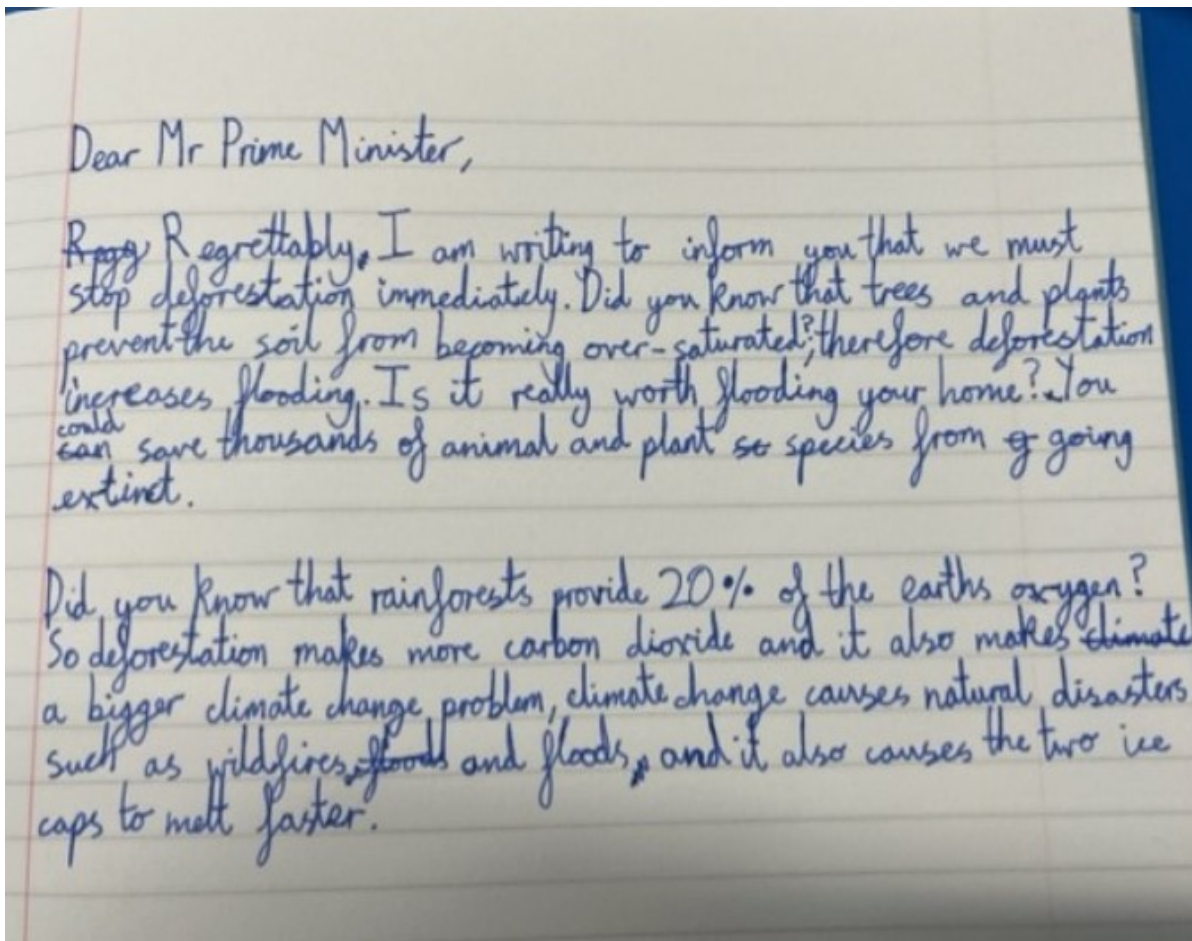 Dear Mr Prime Minister,
Regrettably, I am writing to inform you that we must
stop deforestation immediately. Did you know that trees and plants
prevent the soil from becoming over-saturated?; therefore deforestation
increases flooding. Is it really worth flooding your home? You
could
can save thousands of animal and plant species from going
extinct.
Did you know that rainforests provide 20% of the earths oxygen?
So deforestation makes more carbon dioxide and it also makes climate
a bigger climate change problem, climate change causes natural disasters
such as wildfires, floods and floods, and it also causes the two ice
caps to melt faster.